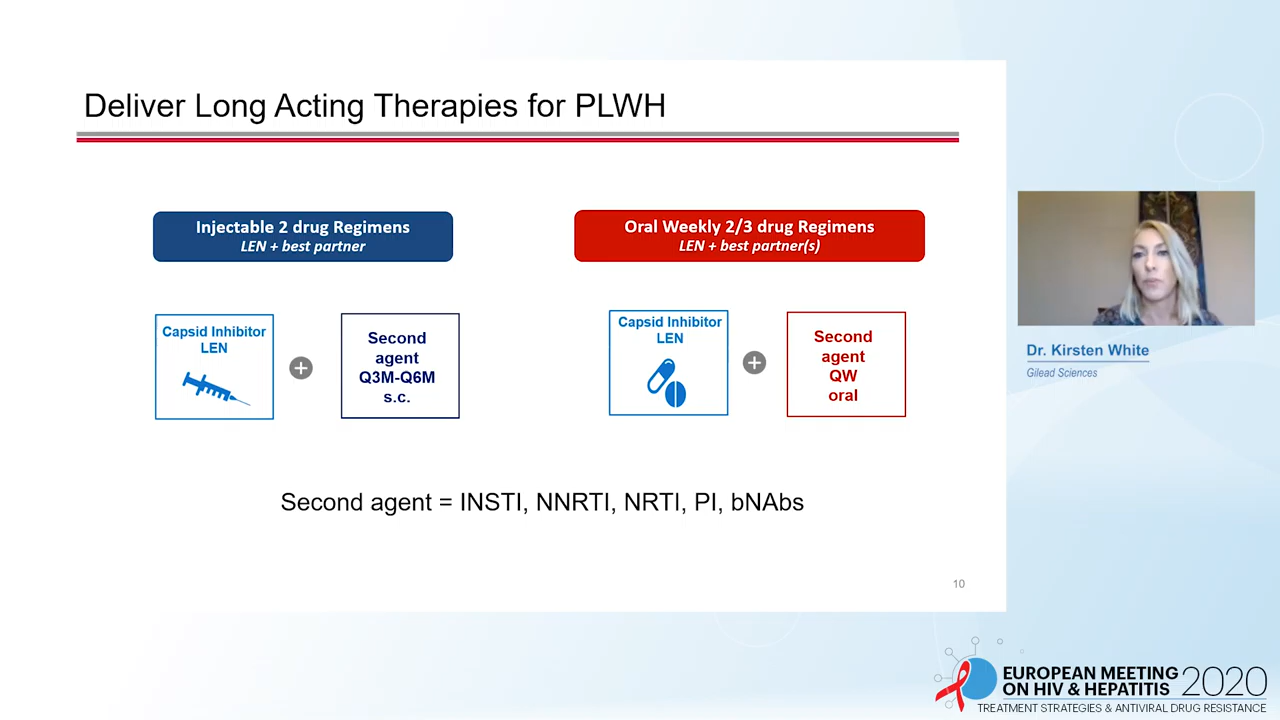 Deliver Long Acting Therapies for PLWH
Injectable 2 drug Regimens
LEN + best partner
Oral Weekly 2/3 drug Regimens
LEN + best partner(s)
Capsid Inhibitor
LEN
Second
agent
Q3M-Q6M
s.c.
Capsid Inhibitor
LEN
Second
agent
QW
oral
Second agent = INSTI, NNRTI, NRTI, PI, bNAbs
10
Dr. Kirsten White
Gilead Sciences
EUROPEAN MEETING
ON HIV & HEPATITIS 2020
TREATMENT STRATEGIES & ANTIVIRAL DRUG RESISTANCE